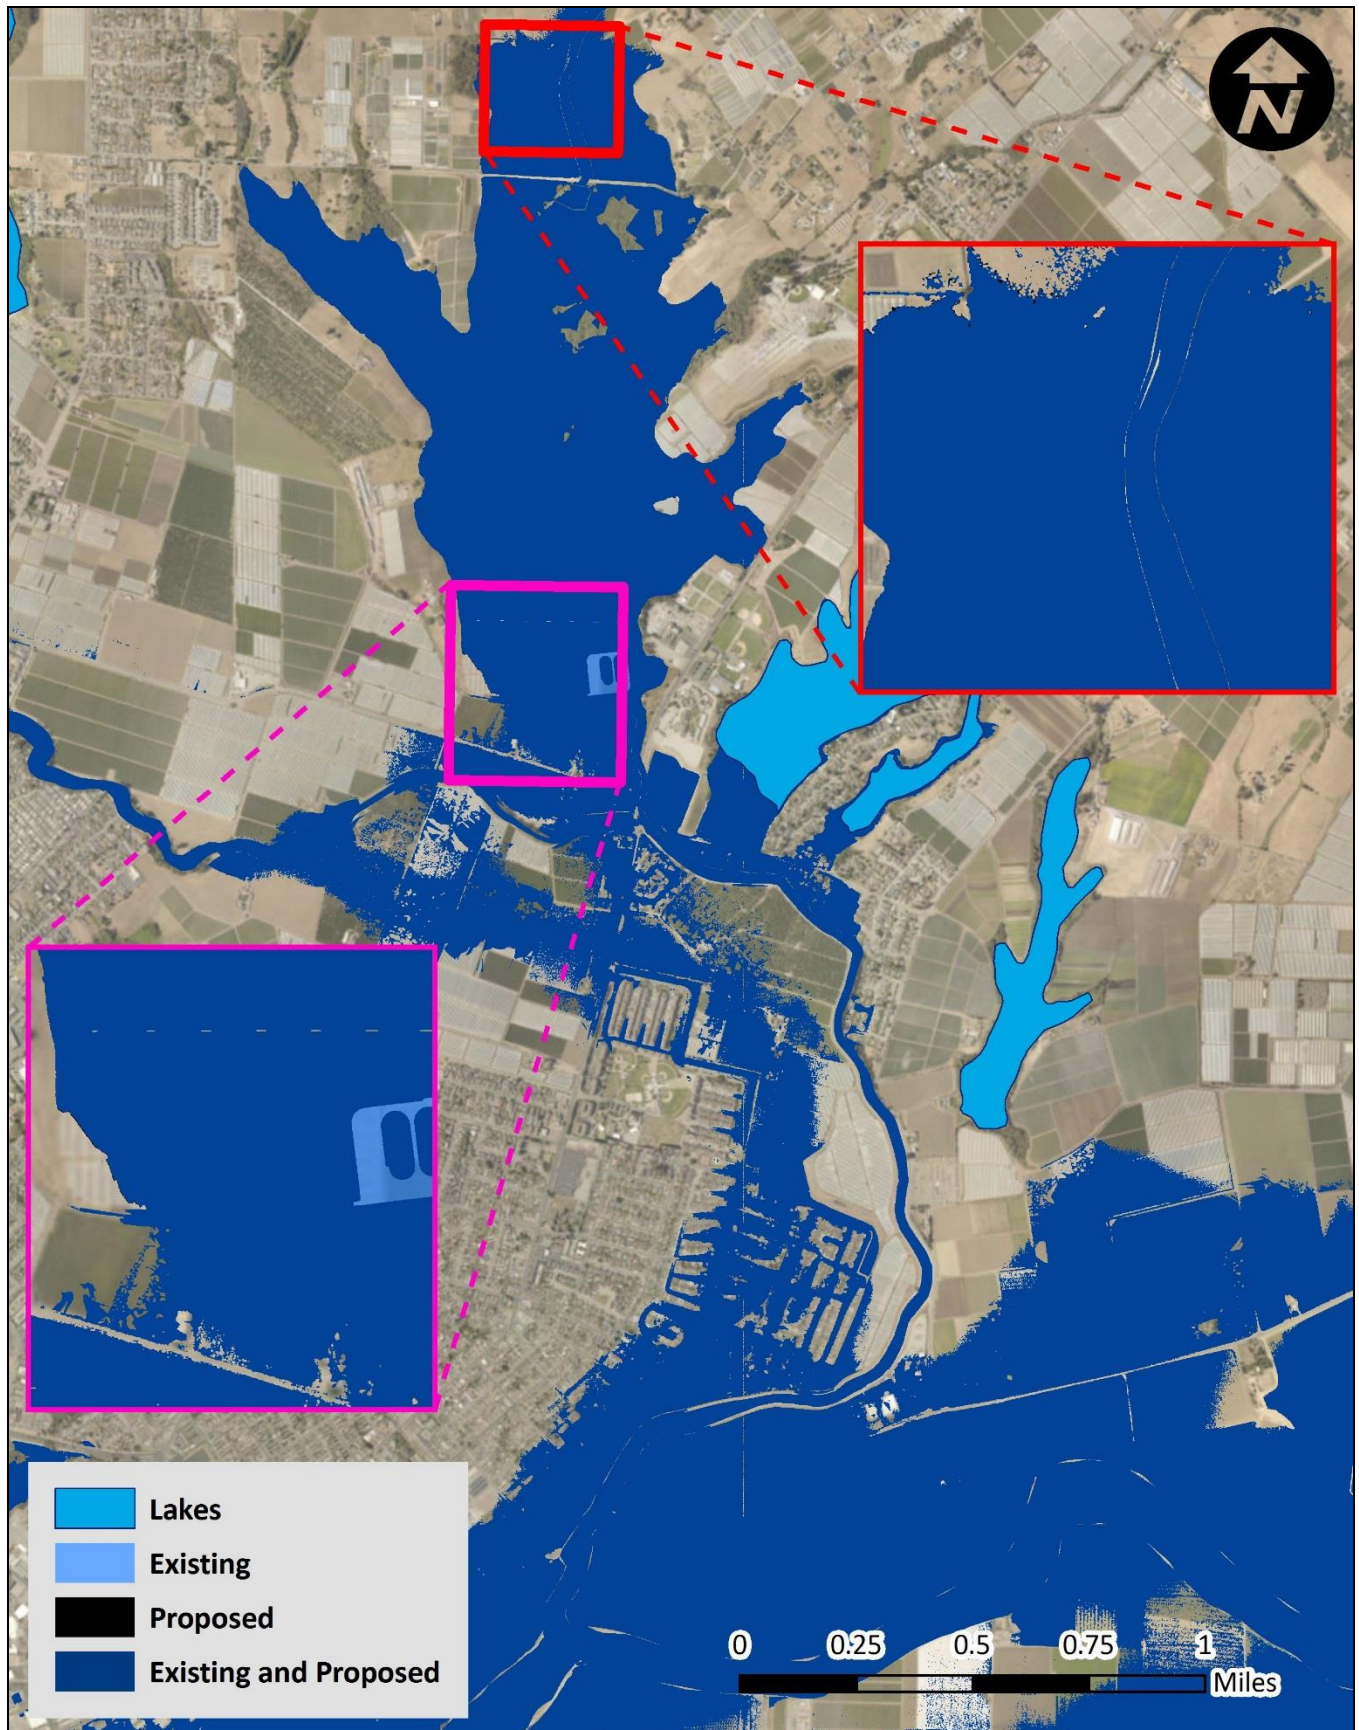 N
Lakes
Existing
Proposed
Existing and Proposed
0 0.25 0.5 0.75 1
Miles